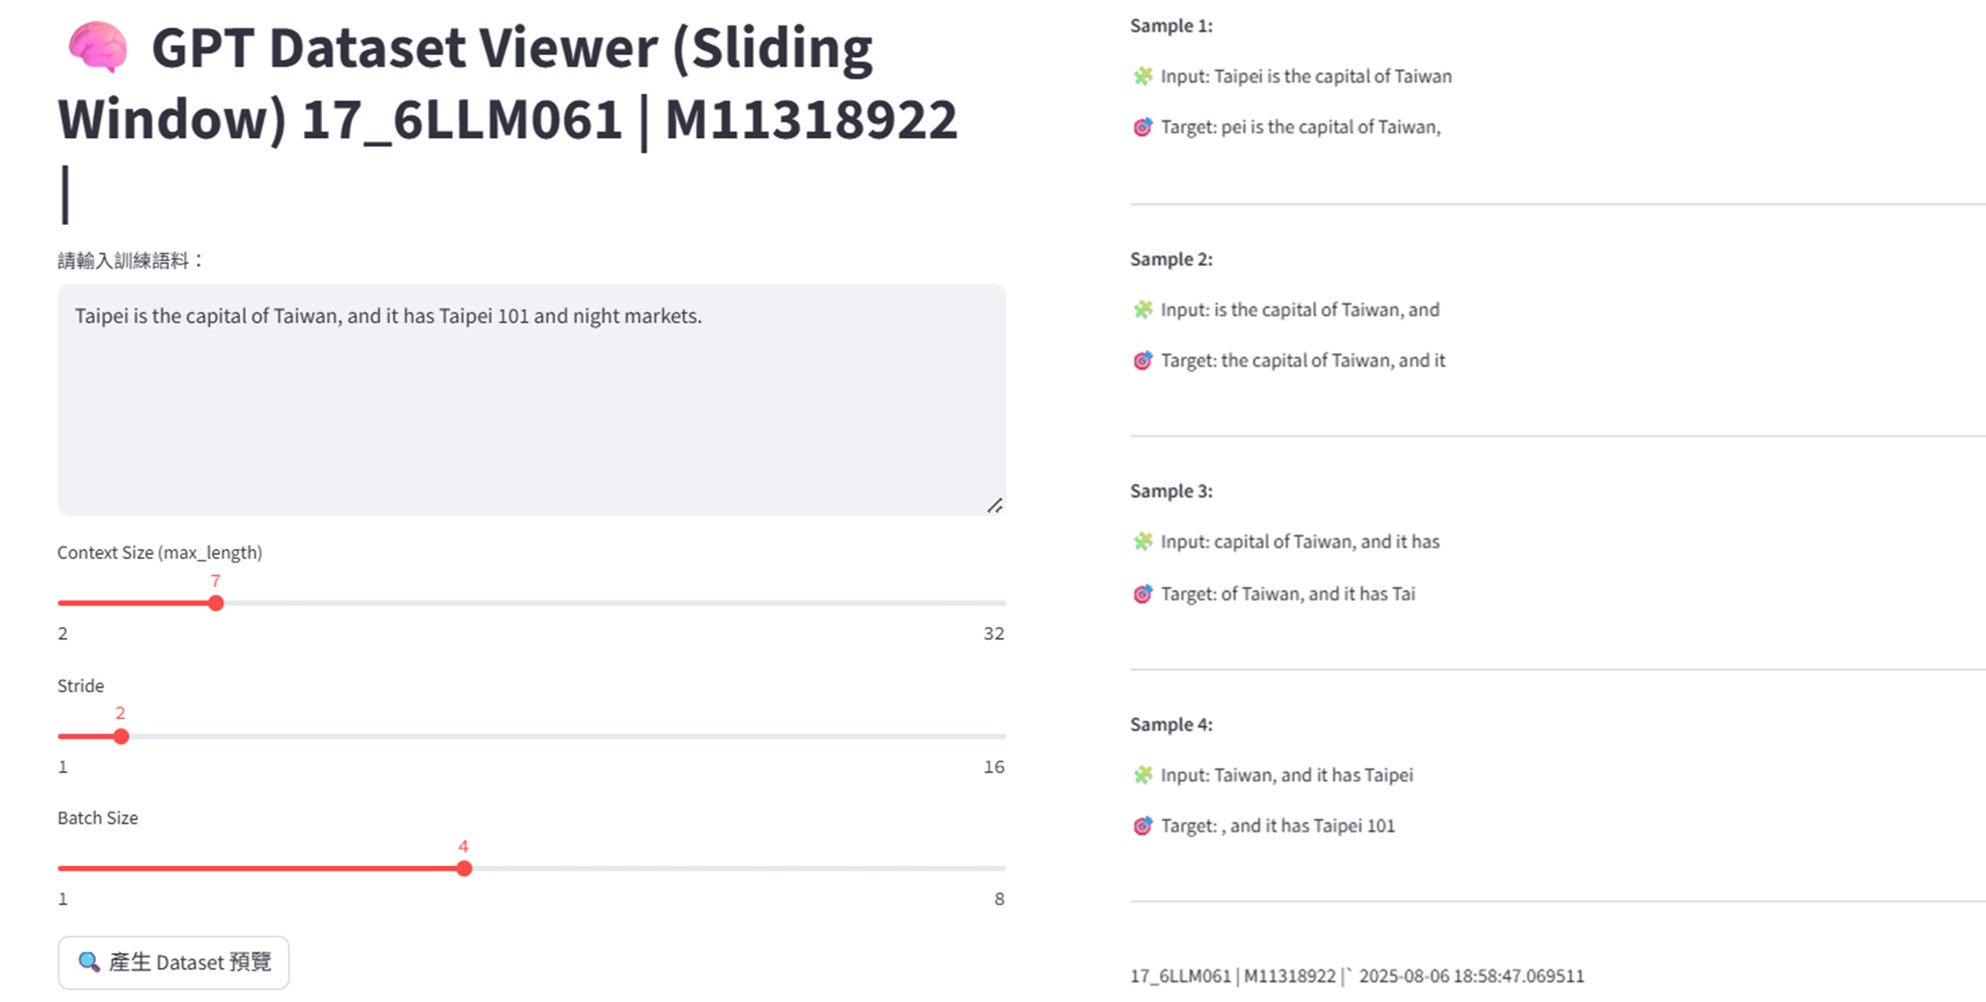 GPT Dataset Viewer (Sliding
Window) 17_6LLM061 | M11318922
|
請輸入訓練語料：
Taipei is the capital of Taiwan, and it has Taipei 101 and night markets.
Context Size (max_length)
7
2
32
Stride
2
1
16
Batch Size
4
1
8
產生 Dataset 預覽
Sample 1:
Input: Taipei is the capital of Taiwan
Target: pei is the capital of Taiwan,
Sample 2:
Input: is the capital of Taiwan, and
Target: the capital of Taiwan, and it
Sample 3:
Input: capital of Taiwan, and it has
Target: of Taiwan, and it has Tai
Sample 4:
Input: Taiwan, and it has Taipei
Target: , and it has Taipei 101
17_6LLM061 | M11318922 |` 2025-08-06 18:58:47.069511